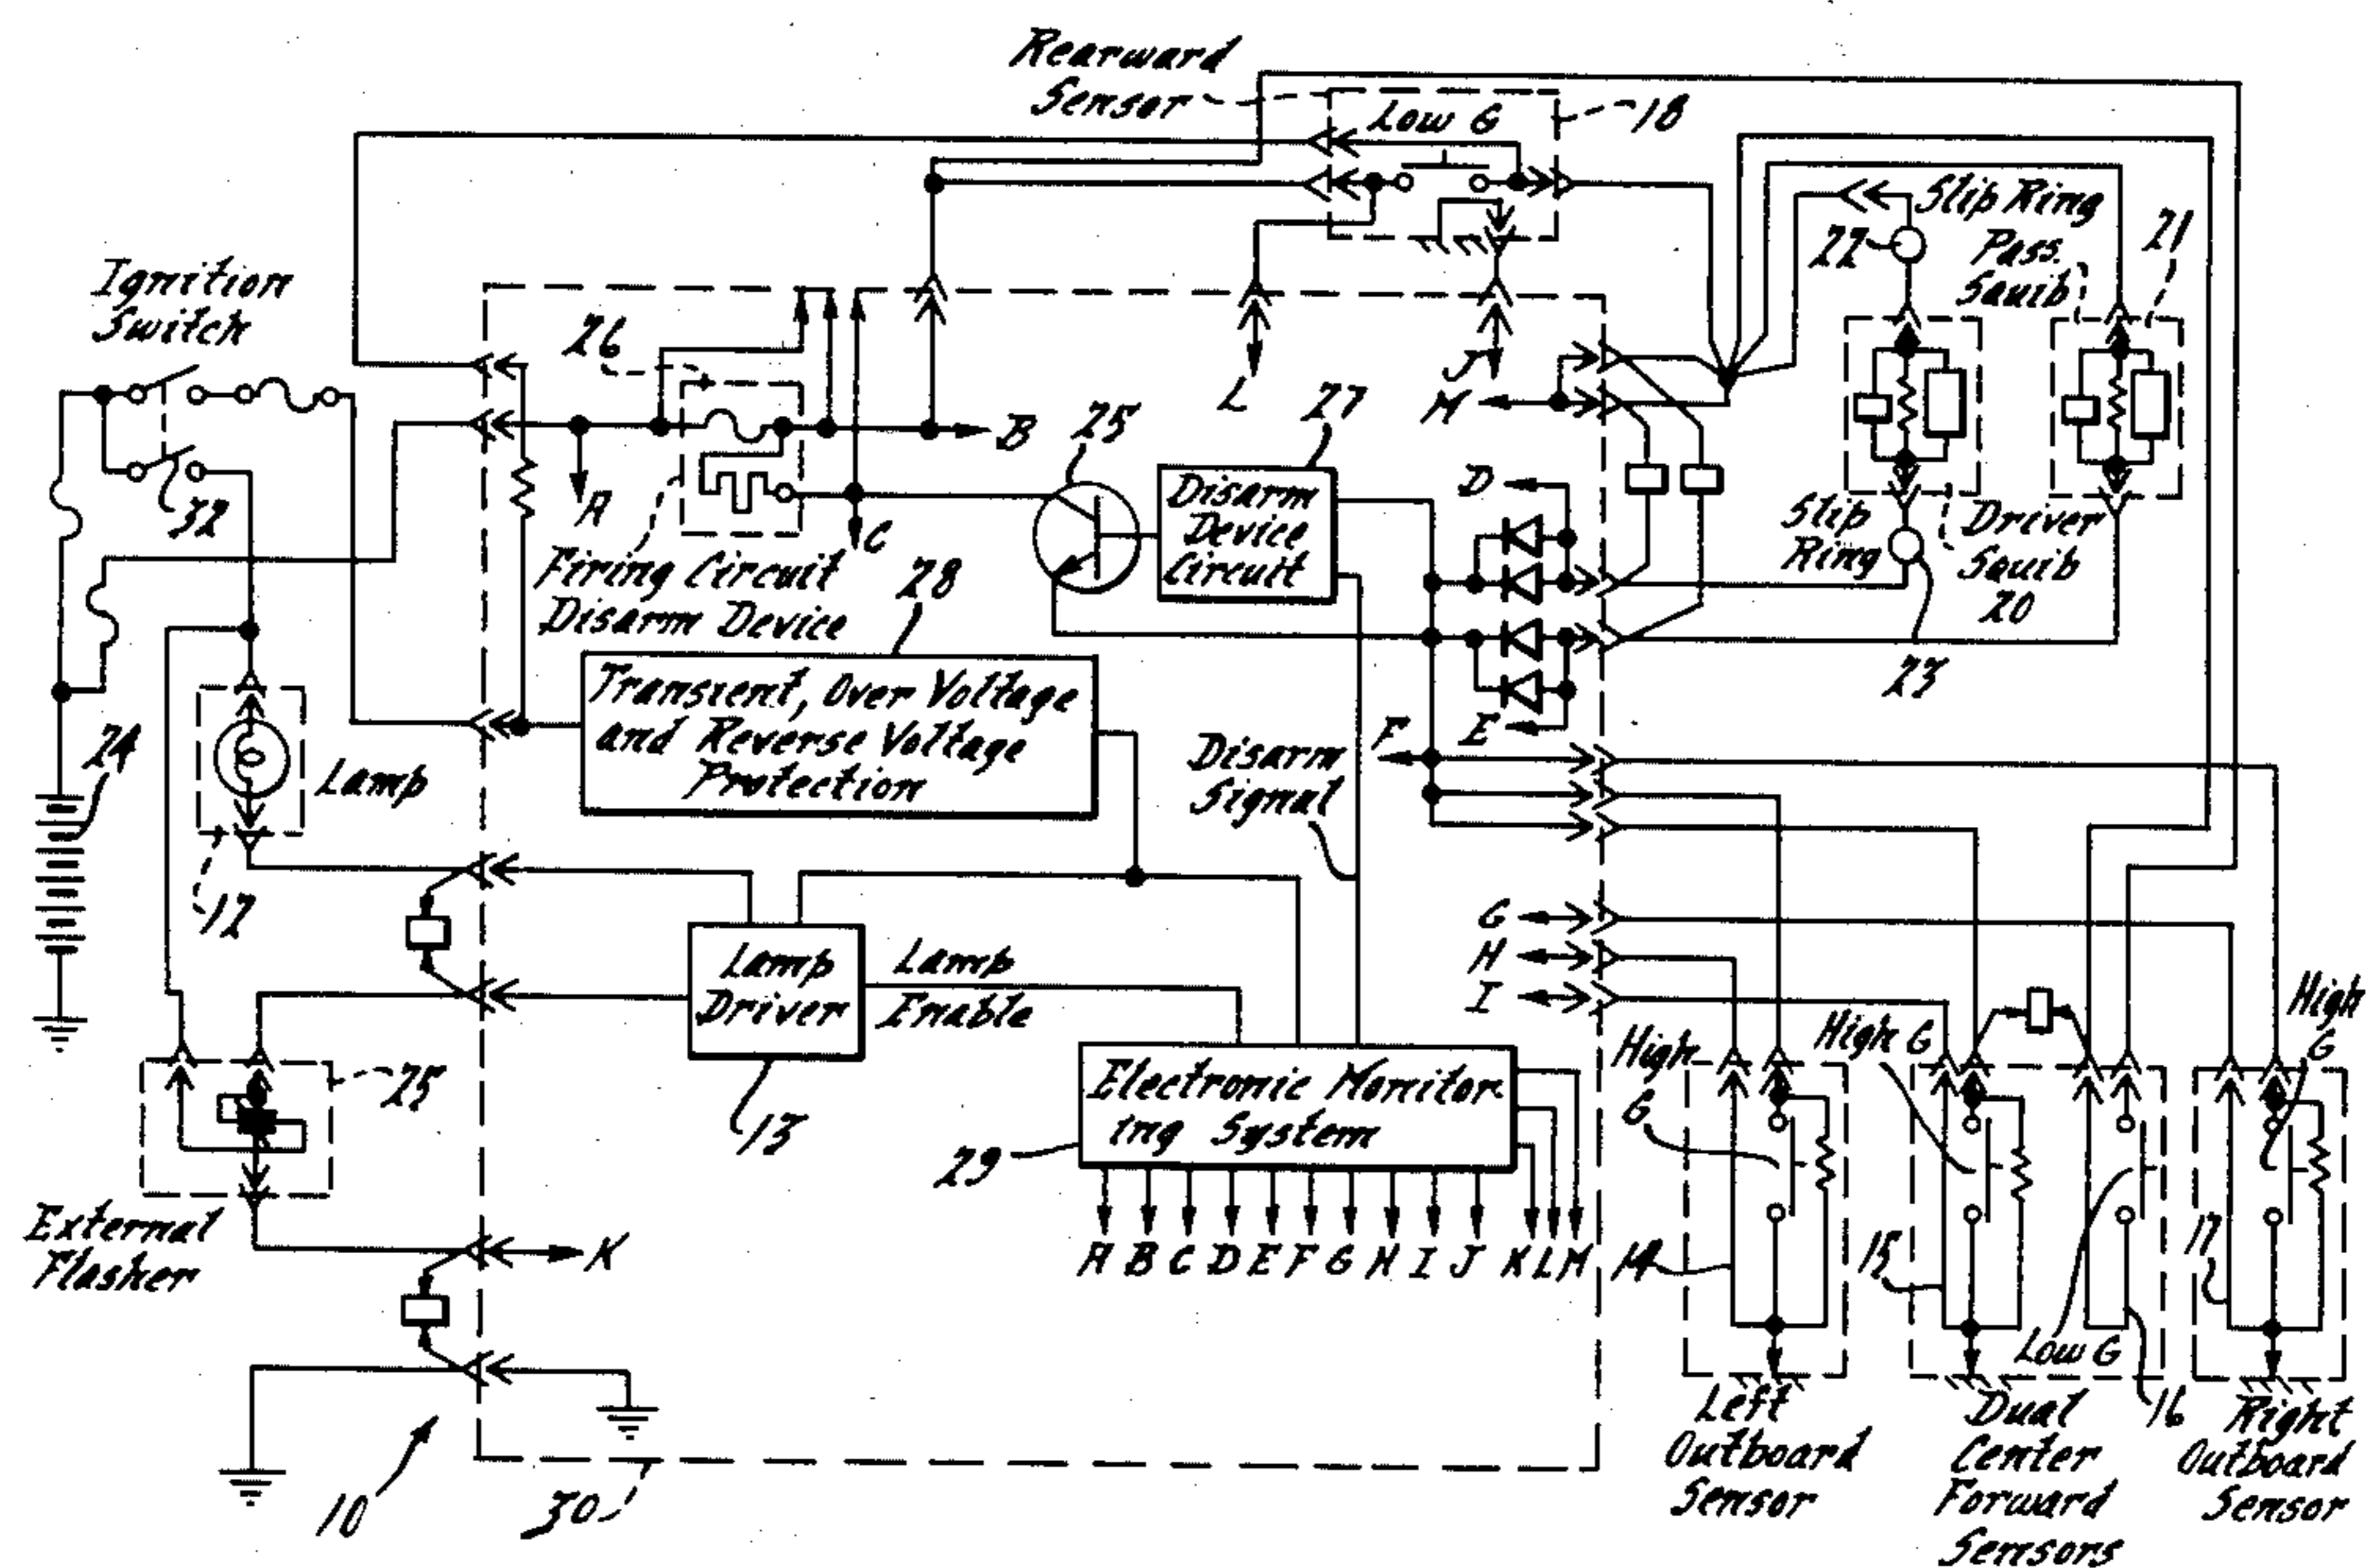 Rearward
Sensor
Low G
18
Slip Ring
22
Pass.
Squib
21
Ignition
Switch
26
L
J
M
27
B
25
A
C
D
32
Disarm
Device
Circuit
Slip
Ring
Driver
Squib
20
Firing Circuit
Disarm Device
28
23
Transient, Over Voltage
and Reverse Voltage
Protection
F
E
24
Lamp
Disarm
Signal
12
G
H
I
Lamp
Driver
Lamp
Enable
High
G
High G
High
G
25
13
Electronic Monitor-
ing System
29
External
Flasher
K
A B C D E F G H I J K L M
14
15
17
Low G
16
Left
Outboard
Sensor
Dual
Center
Forward
Sensors
Right
Outboard
Sensor
10
30